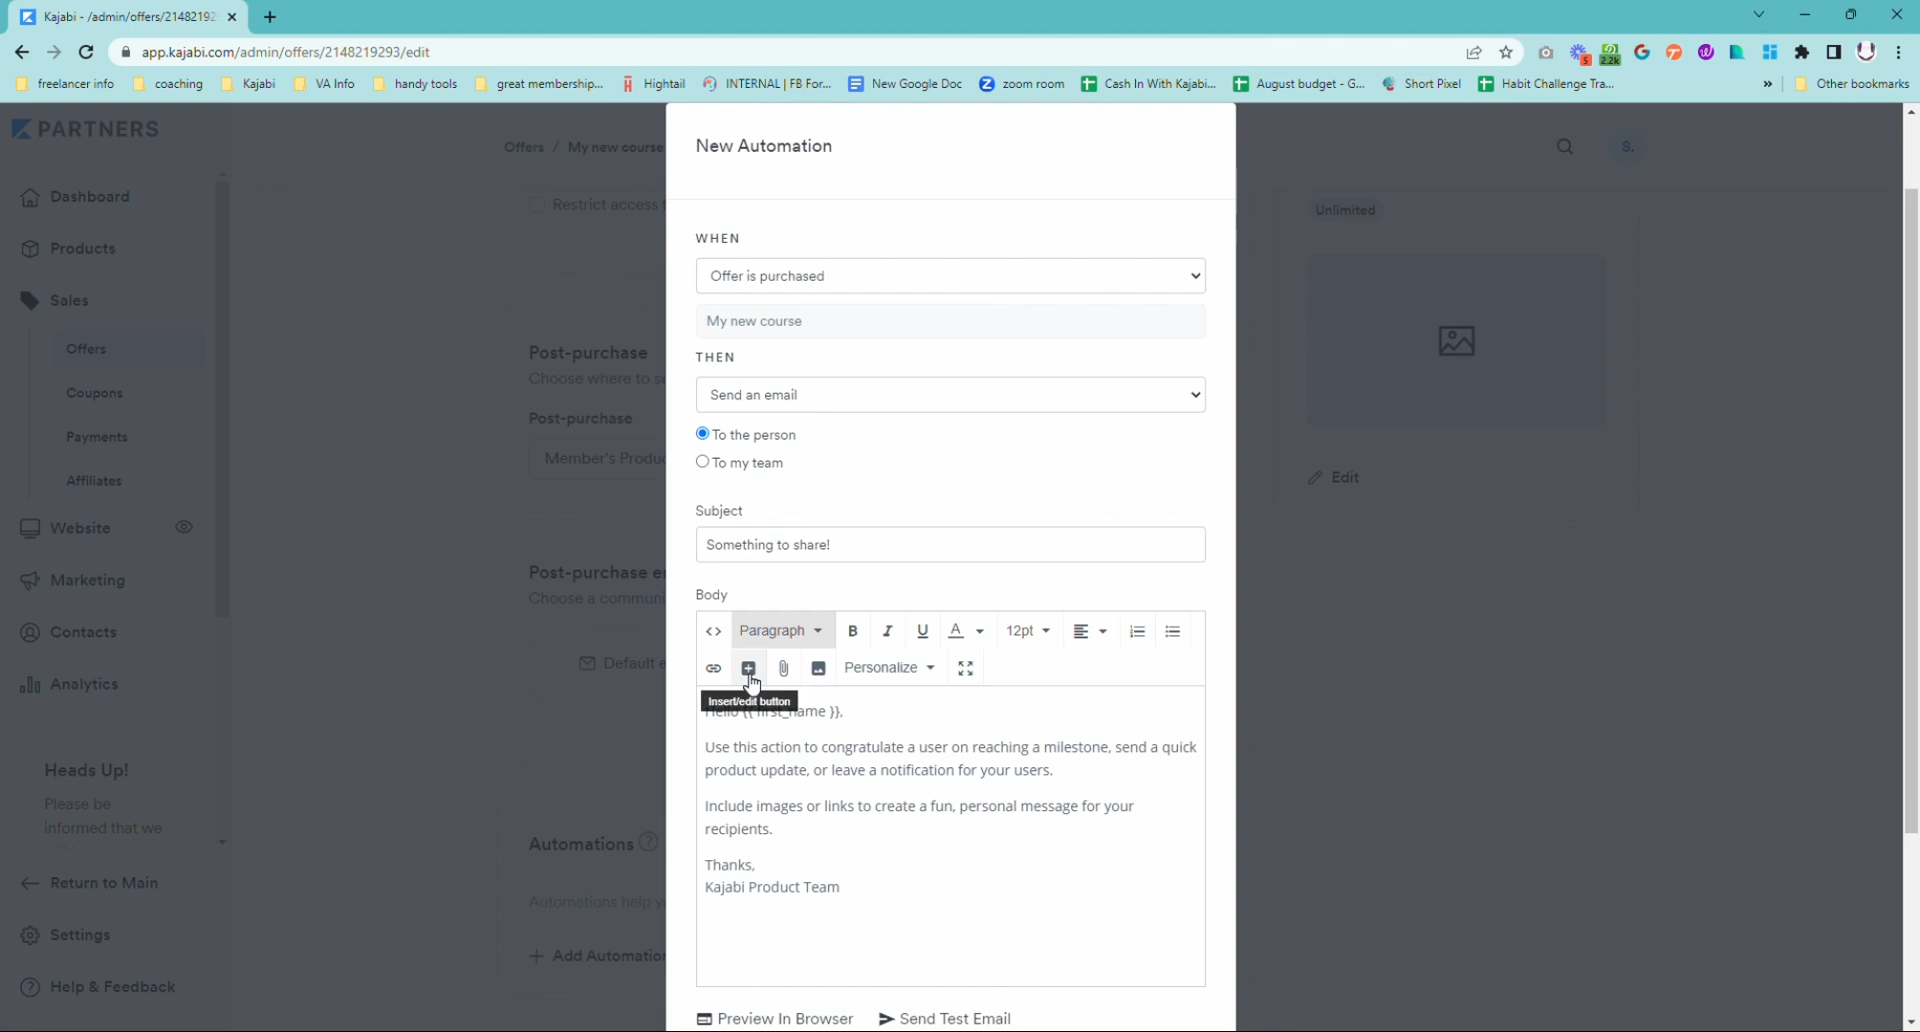 Kajabi - /admin/offers/2148219
app.kajabi.com/admin/offers/2148219293/edit
5
2.2k
freelancer info
coaching
Kajabi
VA Info
handy tools
great membership...
Hightail
INTERNAL | FB For...
New Google Doc
zoom room
Cash In With Kajabi...
August budget - G...
Short Pixel
Habit Challenge Tra...
»
Other bookmarks
PARTNERS
Dashboard
Products
Sales
Offers
Coupons
Payments
Affiliates
Website
Marketing
Contacts
Analytics
Heads Up!
Please be
informed that we
Return to Main
Settings
Help & Feedback
Offers / My new course
Restrict access
Post-purchase
Choose where to
Post-purchase
Member's
Post-purchase
Choose a
Default
Automations
Automations help
+ Add Automation
New Automation
WHEN
Offer is purchased
My new course
THEN
Send an email
To the person
To my team
Subject
Something to share!
Body
<> Paragraph B I U A 12pt
Personalize
Insert/edit button
Hello {{ first_name }},
Use this action to congratulate a user on reaching a milestone, send a quick
product update, or leave a notification for your users.
Include images or links to create a fun, personal message for your
recipients.
Thanks,
Kajabi Product Team
Preview In Browser
Send Test Email
S.
Unlimited
Edit